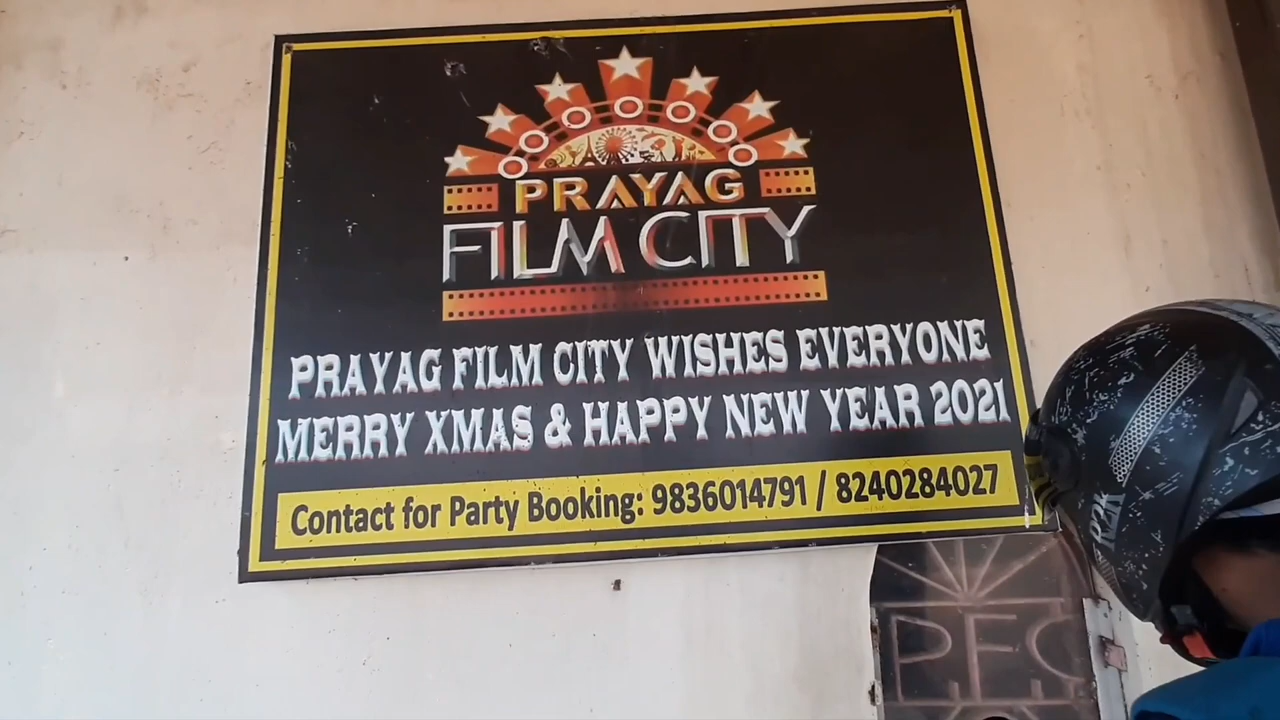 PRAYAG
FILM CITY
PRAYAG FILM CITY WISHES EVERYONE
MERRY XMAS & HAPPY NEW YEAR 2021
Contact for Party Booking: 9836014791 / 8240284027
P.F.C